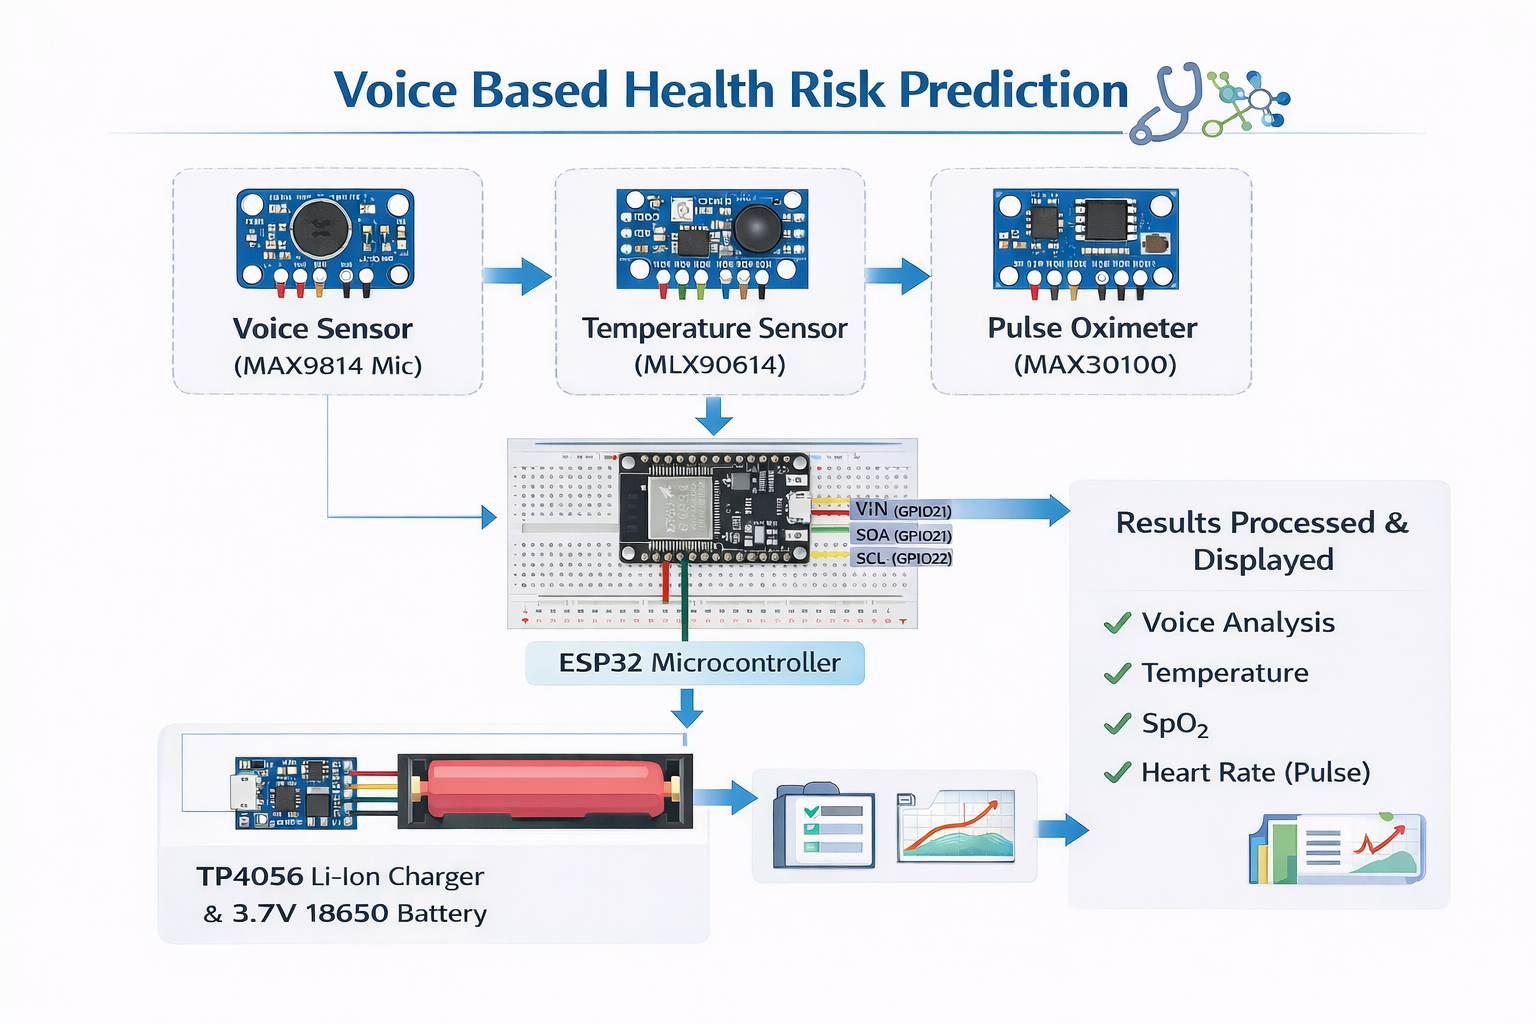 Voice Based Health Risk Prediction
Voice Sensor
(MAX9814 Mic)
Temperature Sensor
(MLX90614)
Pulse Oximeter
(MAX30100)
VIN (GPIO21)
SOA (GPIO21)
SCL (GPIO22)
ESP32 Microcontroller
Results Processed &
Displayed
Voice Analysis
Temperature
SpO₂
Heart Rate (Pulse)
TP4056 Li-Ion Charger
& 3.7V 18650 Battery